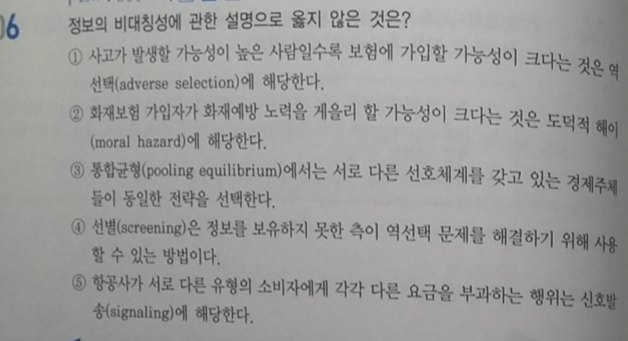 6
정보의 비대칭성에 관한 설명으로 옳지 않은 것은?
① 사고가 발생할 가능성이 높은 사람일수록 보험에 가입할 가능성이 크다는 것은 역
선택(adverse selection)에 해당한다.
② 화재보험 가입자가 화재예방 노력을 게을리 할 가능성이 크다는 것은 도덕적 해이
(moral hazard)에 해당한다.
③ 통합균형(pooling equilibrium)에서는 서로 다른 선호체계를 갖고 있는 경제주체
들이 동일한 전략을 선택한다.
④ 선별(screening)은 정보를 보유하지 못한 측이 역선택 문제를 해결하기 위해 사용
할 수 있는 방법이다.
⑤ 항공사가 서로 다른 유형의 소비자에게 각각 다른 요금을 부과하는 행위는 신호발
송(signaling)에 해당한다.